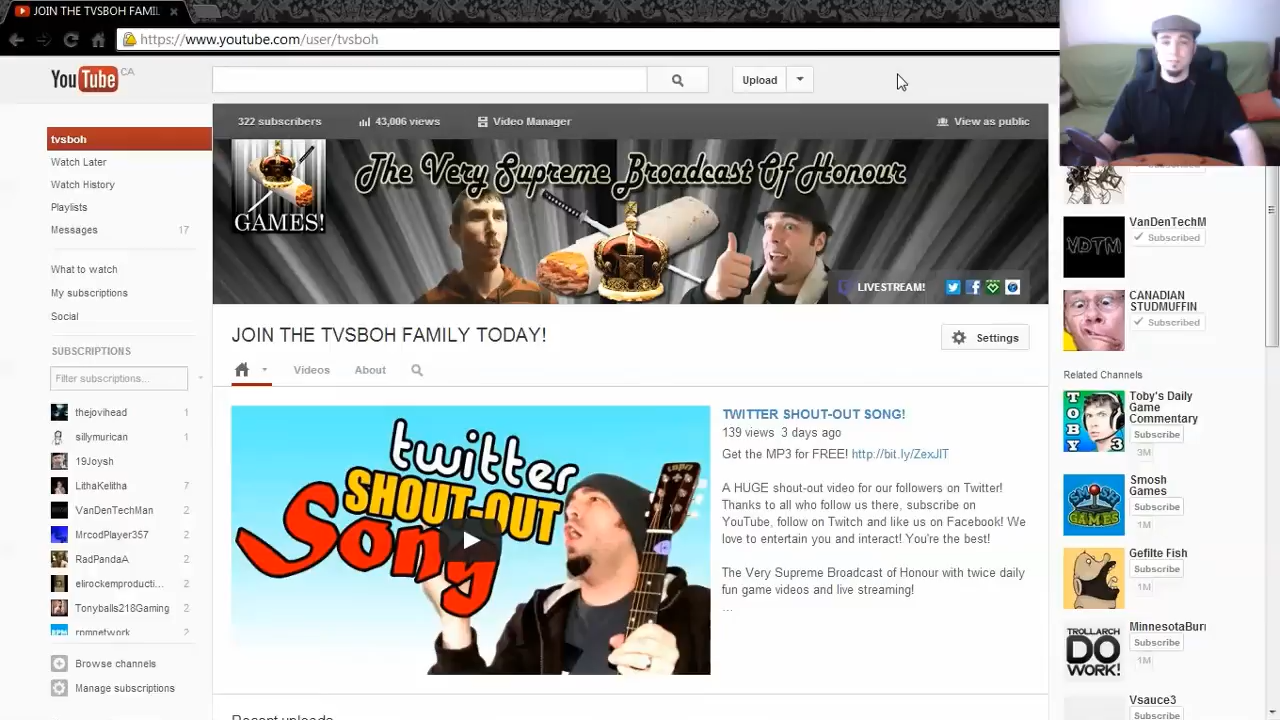 JOIN THE TVSBOH FAMIL
https://www.youtube.com/user/tvsboh
YouTube CA
Upload
tvsboh
Watch Later
Watch History
Playlists
Messages 17
What to watch
My subscriptions
Social
SUBSCRIPTIONS
Filter subscriptions...
thejovihead 1
sillymurican 1
19Joysh
LithaKelitha 7
VanDenTechMan 2
MrcodPlayer357 2
RadPandaA 2
elirockemproducti... 2
Tonyballs218Gaming 2
rpmnetwork 2
Browse channels
Manage subscriptions
322 subscribers 43,006 views Video Manager View as public
The Very Supreme Broadcast Of Honour
GAMES!
LIVESTREAM!
JOIN THE TVSBOH FAMILY TODAY!
Settings
Videos About
twitter
SHOUT-OUT
Song
TWITTER SHOUT-OUT SONG!
139 views 3 days ago
Get the MP3 for FREE! http://bit.ly/ZexJIT
A HUGE shout-out video for our followers on Twitter!
Thanks to all who follow us there, subscribe on
YouTube, follow on Twitch and like us on Facebook! We
love to entertain you and interact! You're the best!
The Very Supreme Broadcast of Honour with twice daily
fun game videos and live streaming!
...
Recent uploads
VDTM
VanDenTechM
Subscribed
CANADIAN
STUDMUFFIN
Subscribed
Related Channels
TOBY
3
Toby's Daily
Game
Commentary
Subscribe
3M
SMOSH
GAMES
Smosh
Games
Subscribe
1M
Gefilte Fish
Subscribe
1M
TROLLARCH
DO
WORK!
MinnesotaBur
Subscribe
1M
Vsauce3
Subscribe